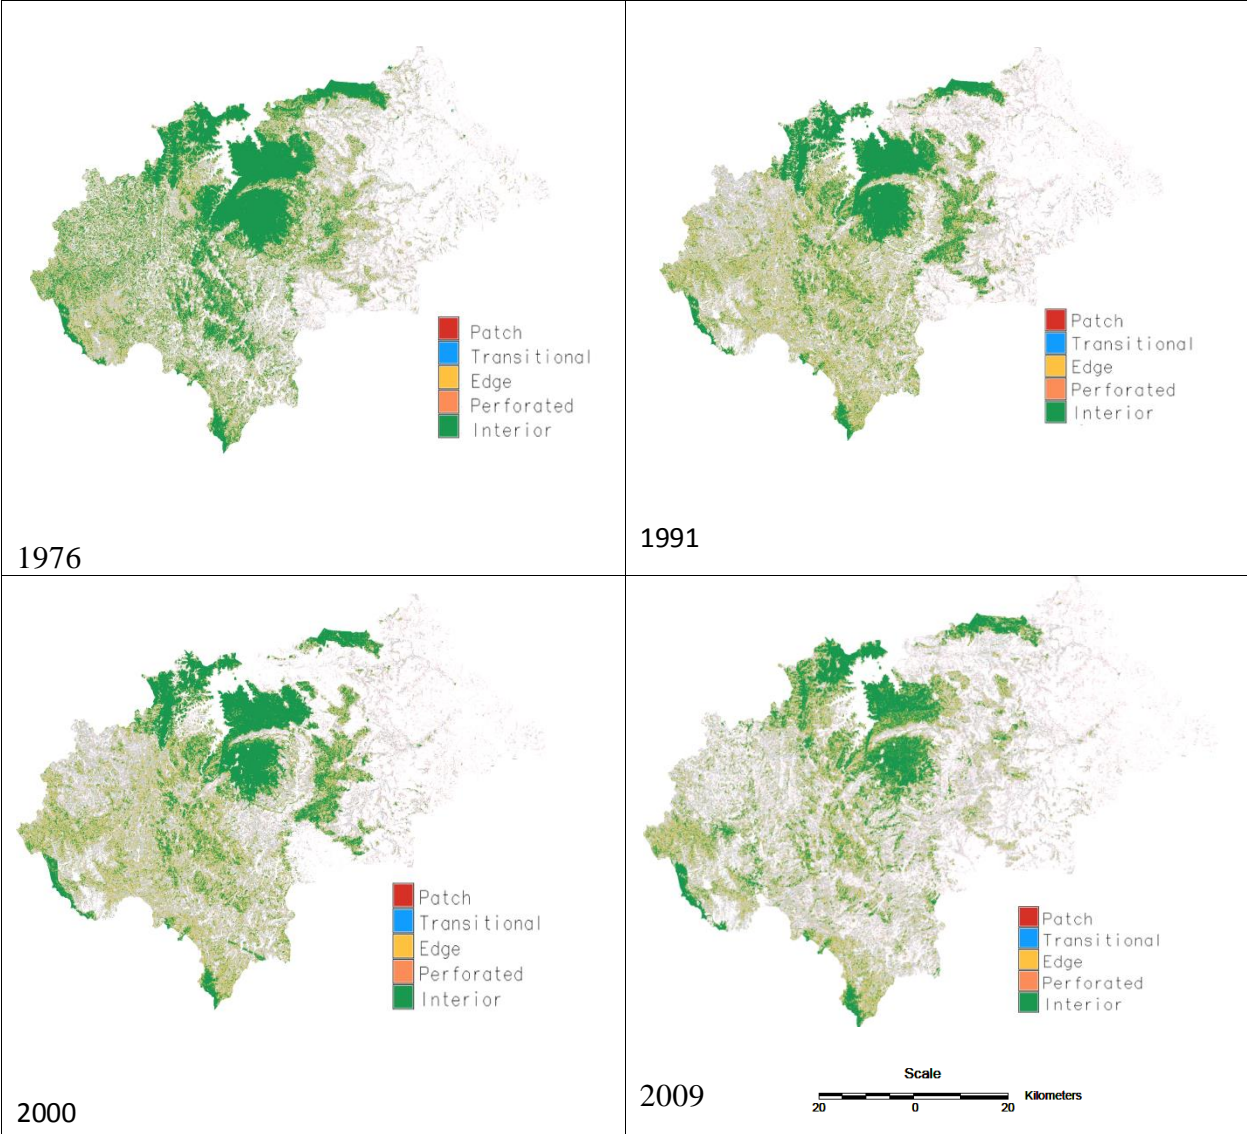 Patch
Transitional
Edge
Perforated
Interior
1976
Patch
Transitional
Edge
Perforated
Interior
1991
Patch
Transitional
Edge
Perforated
Interior
2000
Patch
Transitional
Edge
Perforated
Interior
2009
Scale
Kilometers
20 0 20